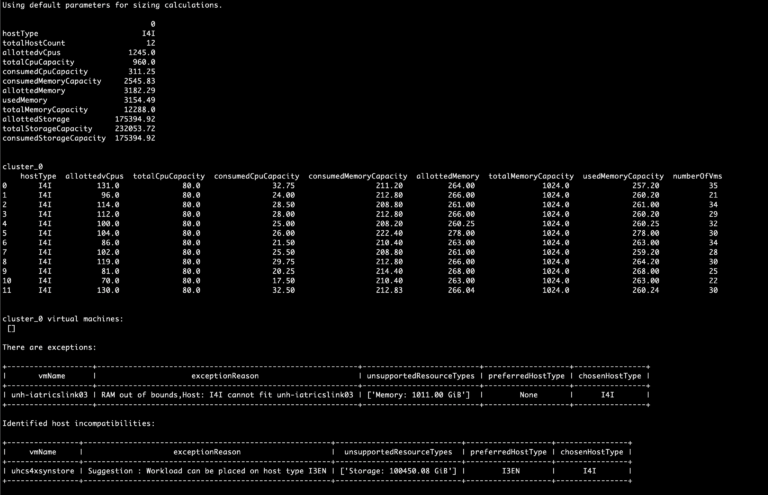 Using default parameters for sizing calculations.
0
hostType I4I
totalHostCount 12
allottedvCpus 1245.0
totalCpuCapacity 960.0
consumedCpuCapacity 311.25
consumedMemoryCapacity 2545.83
allottedMemory 3182.29
usedMemory 3154.49
totalMemoryCapacity 12288.0
allottedStorage 175394.92
totalStorageCapacity 232053.72
consumedStorageCapacity 175394.92
cluster_0
hostType allottedvCpus totalCpuCapacity consumedCpuCapacity consumedMemoryCapacity allottedMemory totalMemoryCapacity usedMemoryCapacity numberOfVms
0 I4I 131.0 80.0 32.75 211.20 264.00 1024.0 257.20 35
1 I4I 96.0 80.0 24.00 212.80 266.00 1024.0 260.20 21
2 I4I 114.0 80.0 28.50 208.80 261.00 1024.0 261.00 34
3 I4I 112.0 80.0 28.00 212.80 266.00 1024.0 260.20 29
4 I4I 100.0 80.0 25.00 208.20 260.25 1024.0 260.25 32
5 I4I 104.0 80.0 26.00 222.40 278.00 1024.0 278.00 30
6 I4I 86.0 80.0 21.50 210.40 263.00 1024.0 263.00 34
7 I4I 102.0 80.0 25.50 208.80 261.00 1024.0 259.20 28
8 I4I 119.0 80.0 29.75 212.80 266.00 1024.0 264.20 30
9 I4I 81.0 80.0 20.25 214.40 268.00 1024.0 268.00 25
10 I4I 70.0 80.0 17.50 210.40 263.00 1024.0 263.00 22
11 I4I 130.0 80.0 32.50 212.83 266.04 1024.0 260.24 30
cluster_0 virtual machines:
[]
There are exceptions:
| vmName | exceptionReason | unsupportedResourceTypes | preferredHostType | chosenHostType |
| unh-iatricslink03 | RAM out of bounds,Host: I4I cannot fit unh-iatricslink03 | ['Memory: 1011.00 GiB'] | None | I4I |
Identified host incompatibilities:
| vmName | exceptionReason | unsupportedResourceTypes | preferredHostType | chosenHostType |
| uhcs4xsynstore | Suggestion : Workload can be placed on host type I3EN | ['Storage: 100450.08 GiB'] | I3EN | I4I |